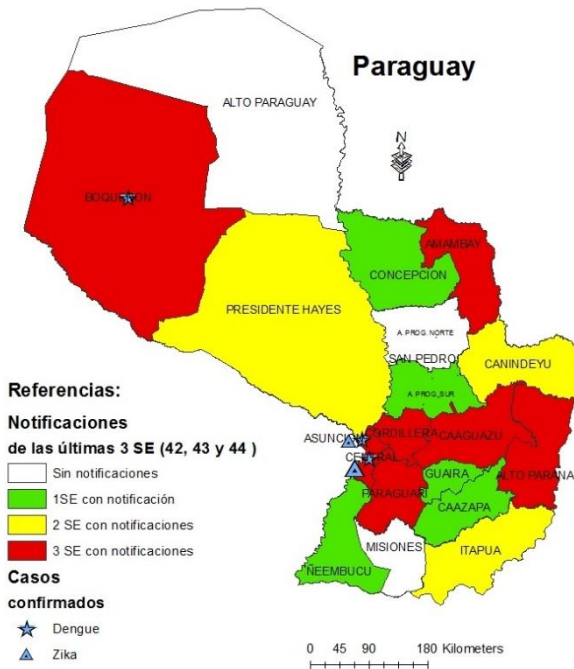 Paraguay
ALTO PARAGUAY
N
BOQUERON
AMAMBAY
CONCEPCION
PRESIDENTE HAYES
A. PROG. NORTE
SAN PEDRO
CANINDEYU
A. PROG. SUR
Referencias:
Notificaciones
de las últimas 3 SE (42, 43 y 44 )
Sin notificaciones
1SE con notificación
2 SE con notificaciones
3 SE con notificaciones
Casos
confirmados
Dengue
Zika
ASUNCION
CORDILLERA
CAAGUAZU
CENTRAL
GUAIRA
ALTO PARANA
PARAGUARI
CAAZAPA
MISIONES
ITAPUA
ÑEEMBUCU
0 45 90 180 Kilometers